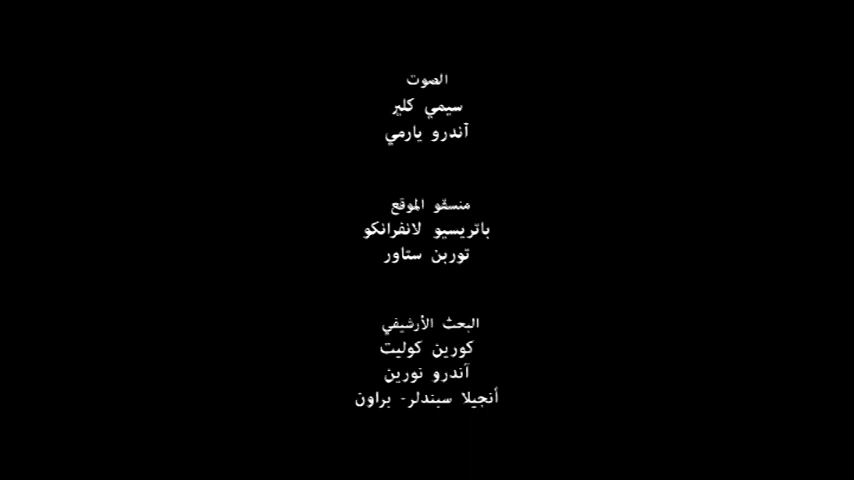 الصوت
سيمي كلير
آندرو يارمي
منسقو الموقع
باتريسيو لانفرانكو
توربن ستاور
البحث الأرشيفي
كورين كوليت
آندرو نورين
أنجيلا سبندلر- براون